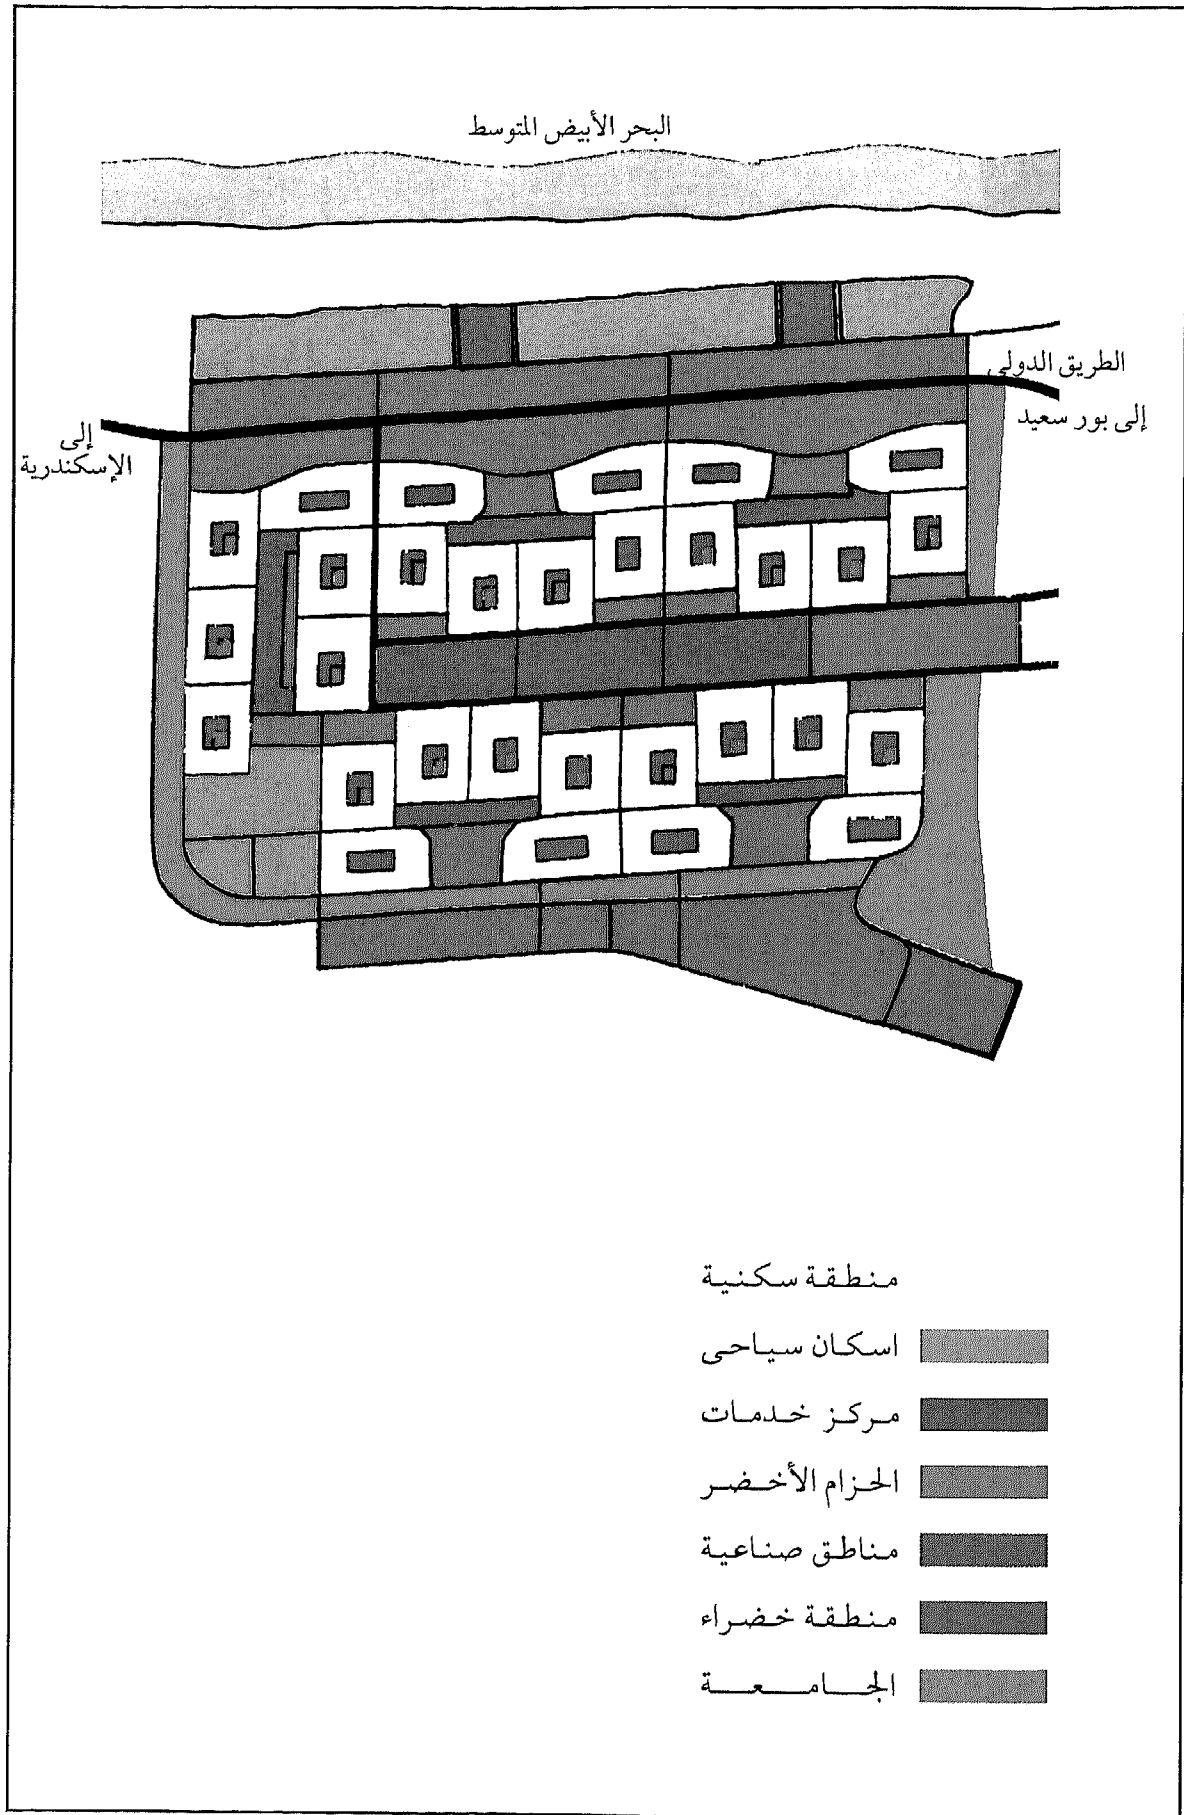 البحر الأبيض المتوسط
الطريق الدولى
إلى بور سعيد
إلى
الإسكندرية
منطقة سكنية
اسكان سياحى
مركز خدمات
الحزام الأخضر
مناطق صناعية
منطقة خضراء
الجامعة